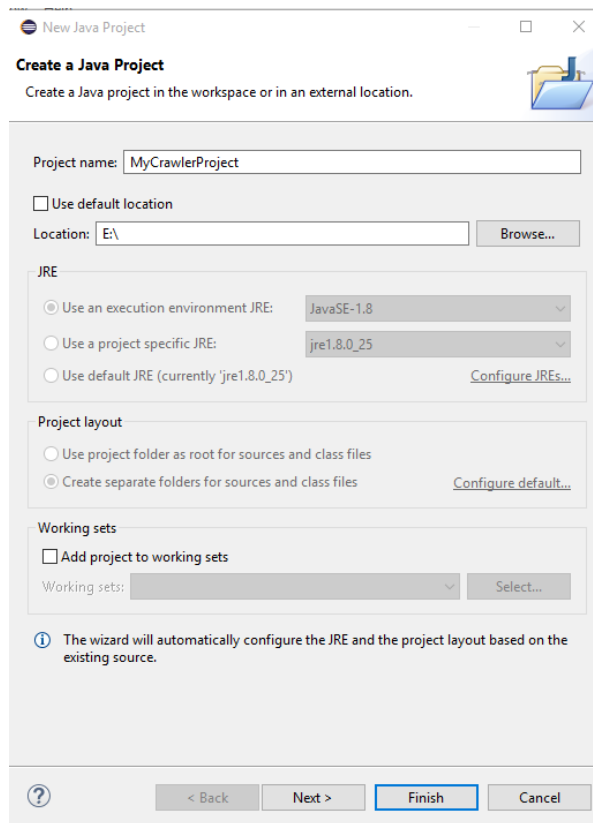 New Java Project
Create a Java Project
Create a Java project in the workspace or in an external location.
Project name: MyCrawlerProject
Use default location
Location: E:\ Browse...
JRE
Use an execution environment JRE: JavaSE-1.8
Use a project specific JRE: jre1.8.0_25
Use default JRE (currently 'jre1.8.0_25') Configure JREs...
Project layout
Use project folder as root for sources and class files
Create separate folders for sources and class files Configure default...
Working sets
Add project to working sets
Working sets: Select...
The wizard will automatically configure the JRE and the project layout based on the
existing source.
? < Back Next > Finish Cancel